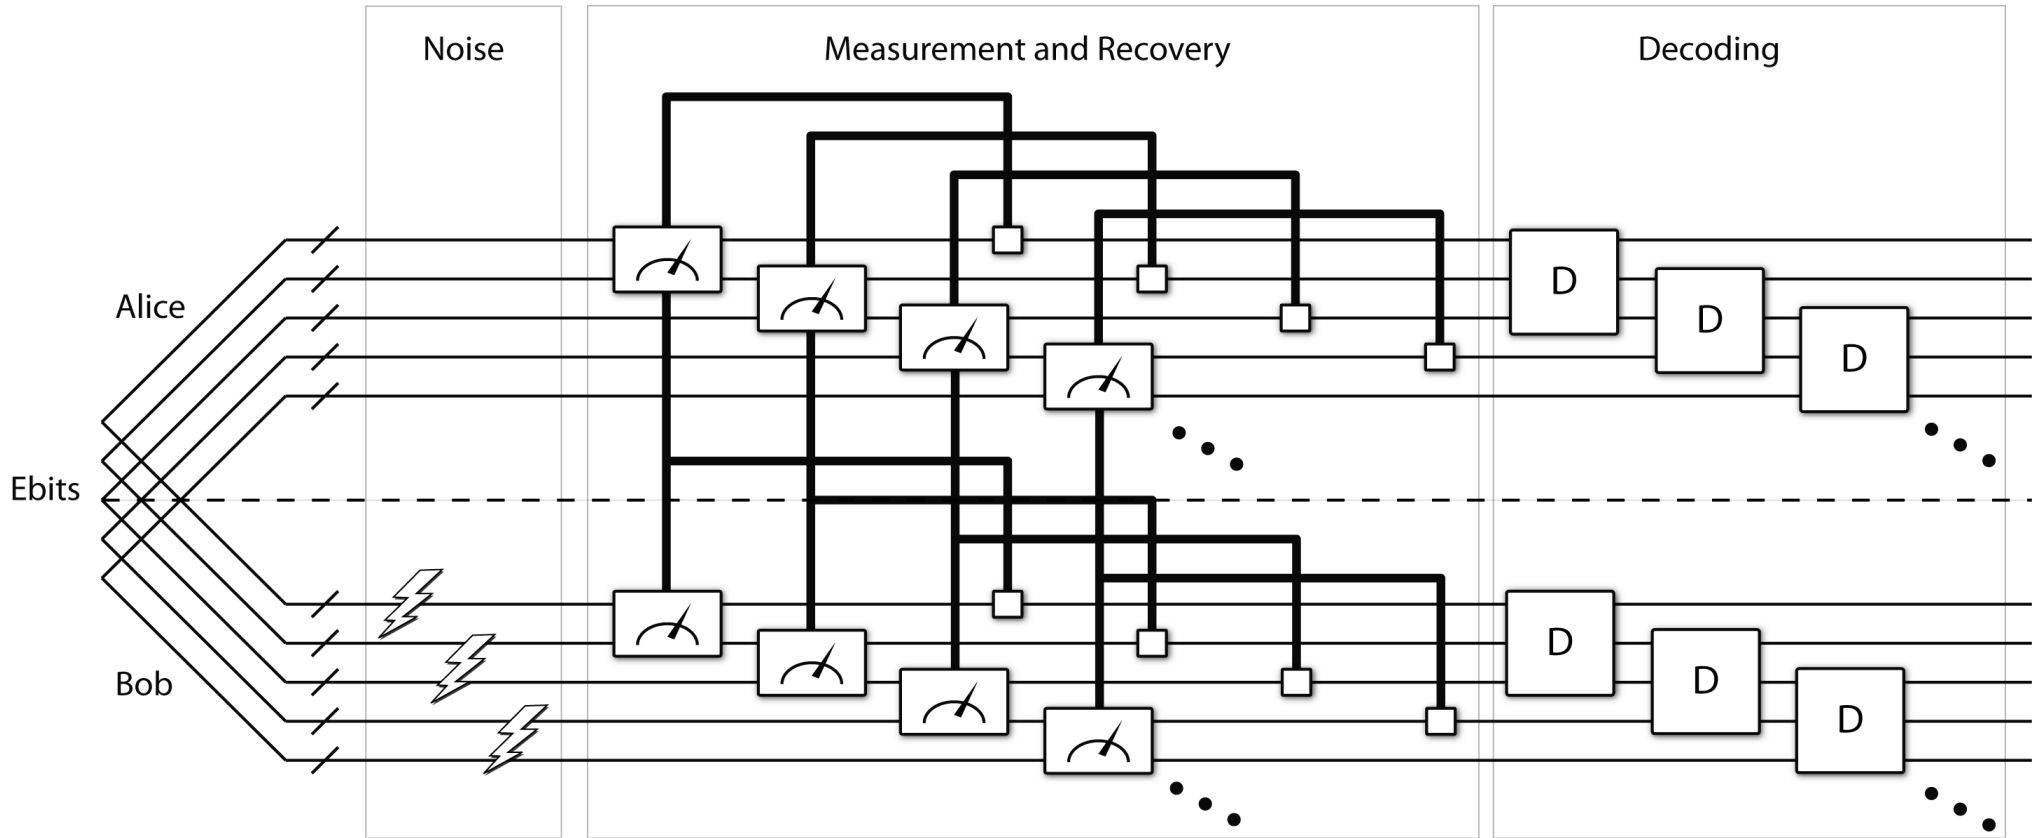 Noise
Measurement and Recovery
Decoding
Alice
D
D
D
Ebits
Bob
D
D
D